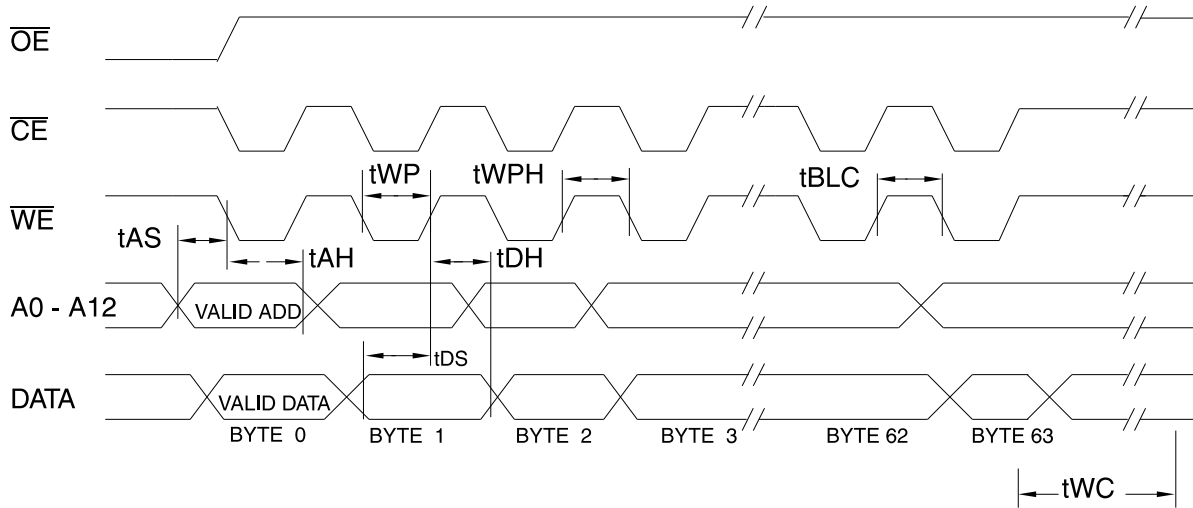 OE
CE
tWP tWPH tBLC
WE
tAS tAH tDH
A0 - A12 VALID ADD
tDS
DATA VALID DATA
BYTE 0 BYTE 1 BYTE 2 BYTE 3 BYTE 62 BYTE 63
tWC